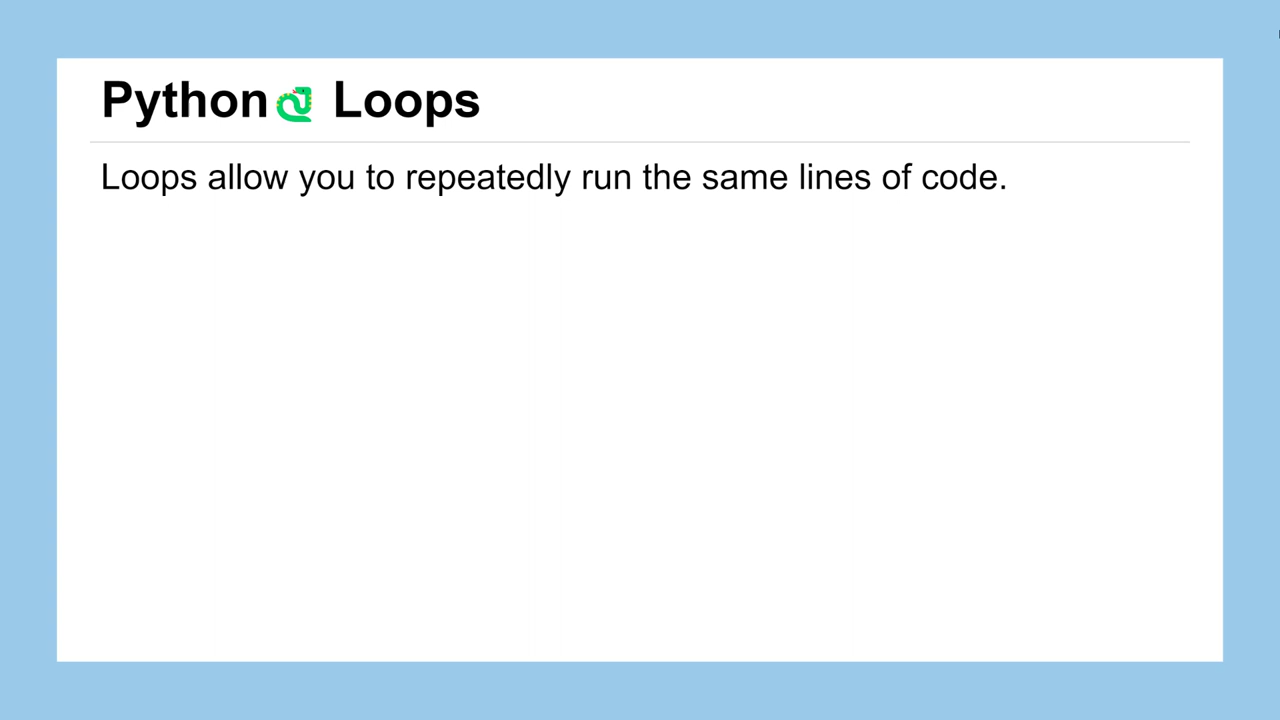 Python🐍 Loops
Loops allow you to repeatedly run the same lines of code.